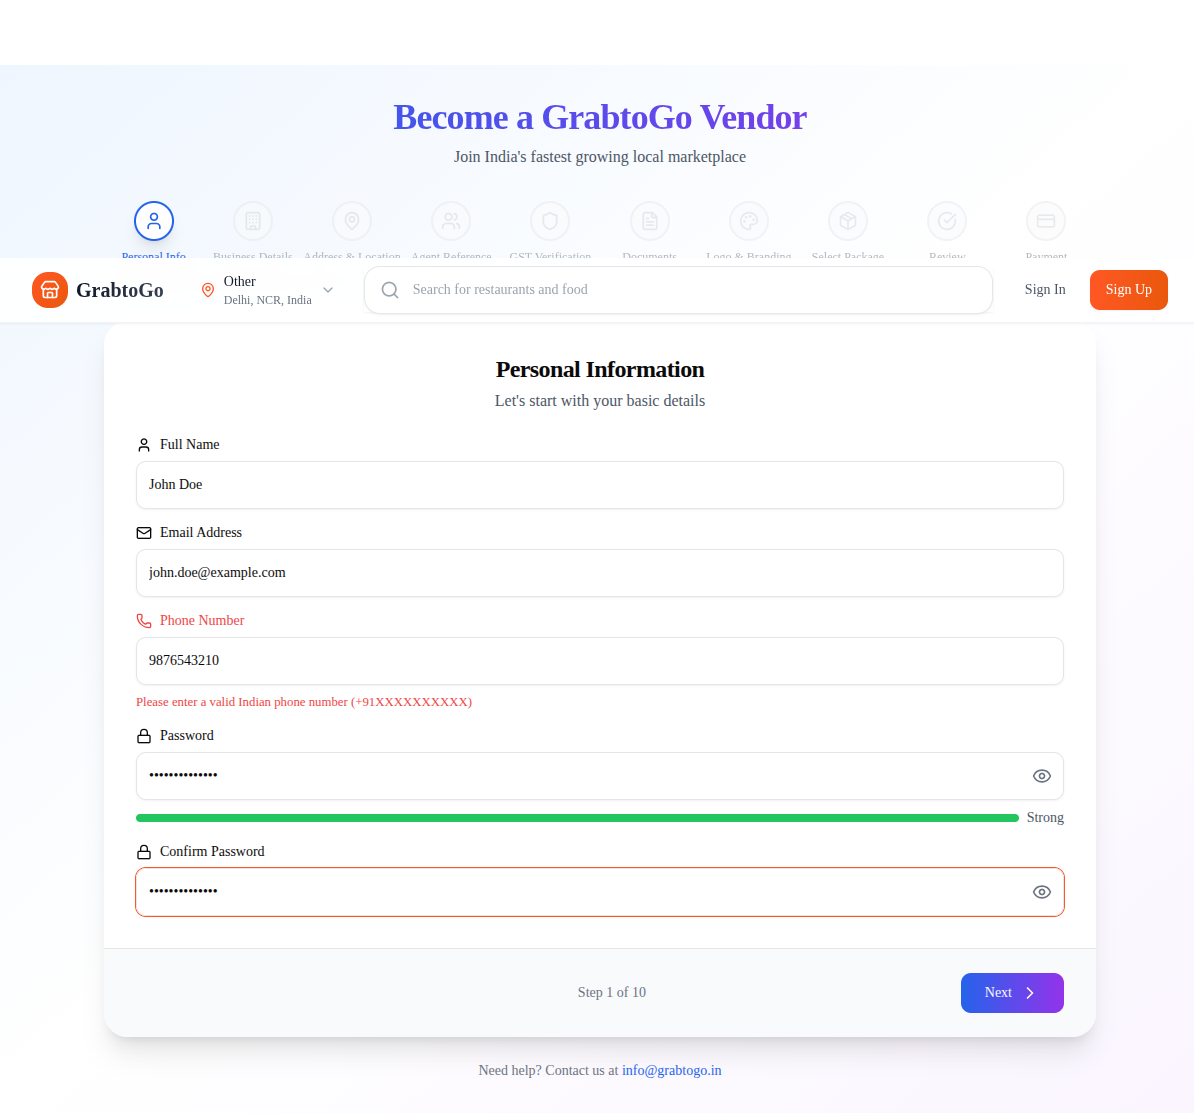 Become a GrabtoGo Vendor
Join India's fastest growing local marketplace
Personal Info
Business Details
Address & Location
Agent Reference
GST Verification
Documents
Logo & Branding
Select Package
Review
Payment
GrabtoGo
Other
Delhi, NCR, India
Search for restaurants and food
Sign In
Sign Up
Personal Information
Let's start with your basic details
Full Name
John Doe
Email Address
john.doe@example.com
Phone Number
9876543210
Please enter a valid Indian phone number (+91XXXXXXXXXX)
Password
••••••••••••••
Strong
Confirm Password
••••••••••••••
Step 1 of 10
Next
Need help? Contact us at info@grabtogo.in